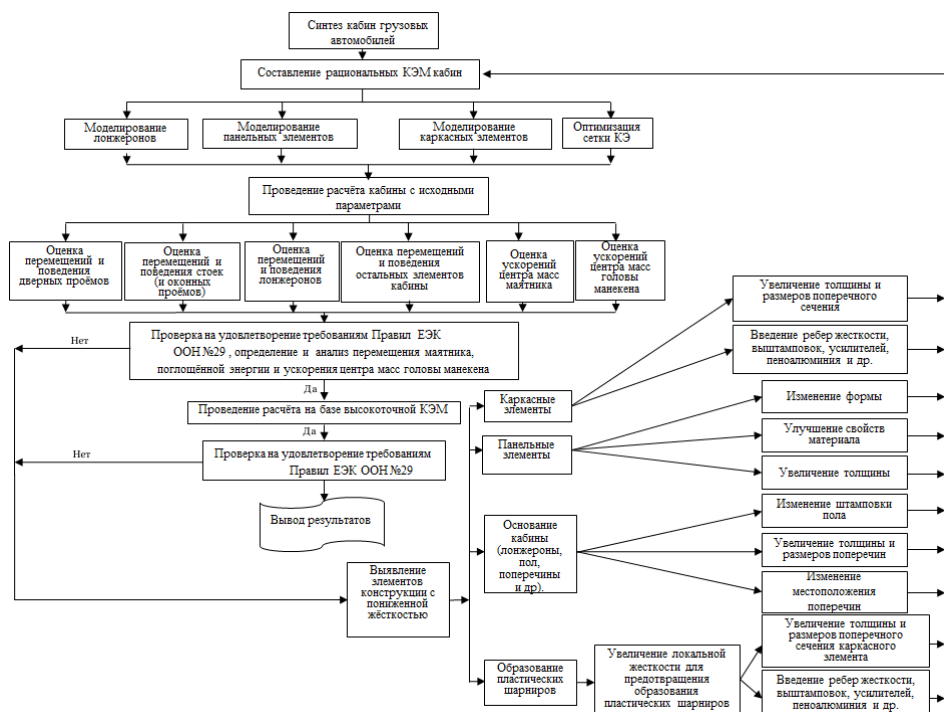 Синтез кабин грузовых
автомобилей
Составление рациональных КЭМ кабин
Моделирование
лонжеронов
Моделирование
панельных элементов
Моделирование
каркасных элементов
Оптимизация
сетки КЭ
Проведение расчёта кабины с исходными
параметрами
Оценка
перемещений и
поведения
дверных проёмов
Оценка
перемещений и
поведения стоек
(и оконных
проёмов)
Оценка
перемещений
и поведения
лонжеронов
Оценка перемещений
и поведения
остальных элементов
кабины
Оценка
ускорений
центра масс
маятника
Оценка
ускорений
центра масс
головы
манекена
Проверка на удовлетворение требованиям Правил ЕЭК
ООН №29 , определение и анализ перемещения маятника,
поглощённой энергии и ускорения центра масс головы манекена
Нет
Да
Проведение расчёта на базе высокоточной КЭМ
Да
Проверка на удовлетворение требованиям
Правил ЕЭК ООН №29
Нет
Вывод результатов
Выявление
элементов
конструкции с
пониженной
жёсткостью
Каркасные
элементы
Панельные
элементы
Основание
кабины
(лонжероны,
пол,
поперечины
и др).
Образование
пластических
шарниров
Увеличение локальной
жесткости для
предотвращения
образования
пластических шарниров
Увеличение толщины и
размеров поперечного
сечения
Введение ребер жесткости,
выштамповок, усилителей,
пеноалюминия и др.
Изменение формы
Улучшение свойств
материала
Увеличение толщины
Изменение штамповки
пола
Увеличение толщины и
размеров поперечин
Изменение
местоположения
поперечин
Увеличение толщины и
размеров поперечного
сечения каркасного
элемента
Введение ребер жесткости,
выштамповок, усилителей,
пеноалюминия и др.